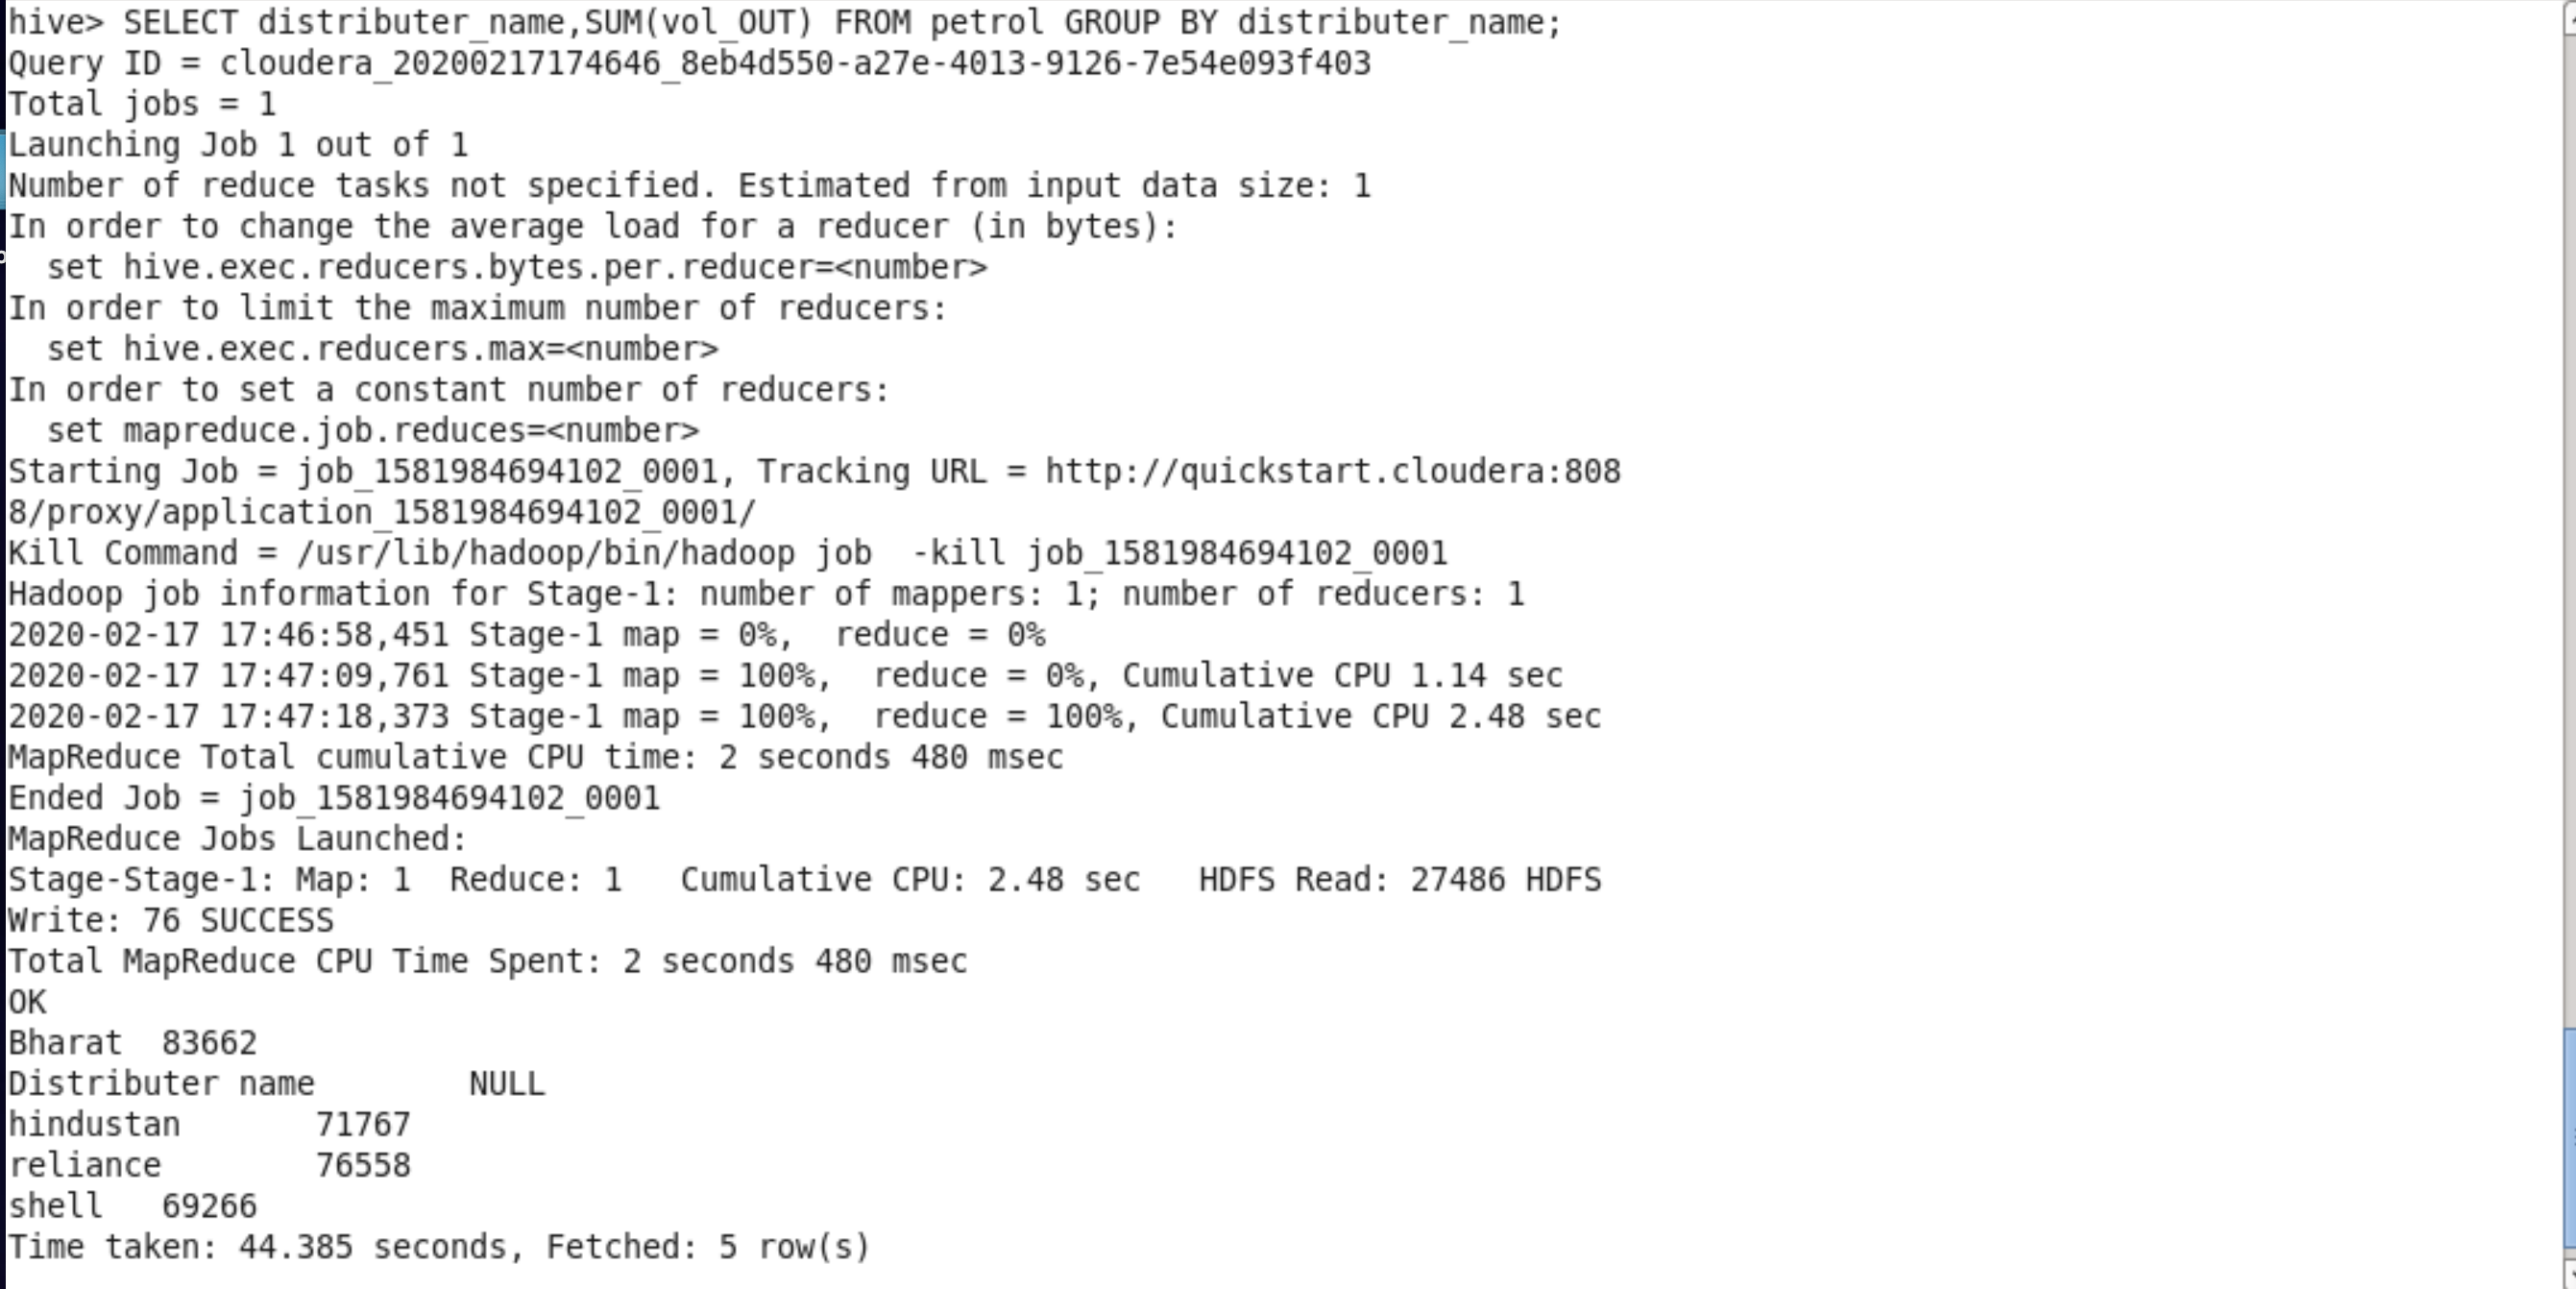 hive> SELECT distributer_name,SUM(vol_OUT) FROM petrol GROUP BY distributer_name;
Query ID = cloudera_20200217174646_8eb4d550-a27e-4013-9126-7e54e093f403
Total jobs = 1
Launching Job 1 out of 1
Number of reduce tasks not specified. Estimated from input data size: 1
In order to change the average load for a reducer (in bytes):
  set hive.exec.reducers.bytes.per.reducer=<number>
In order to limit the maximum number of reducers:
  set hive.exec.reducers.max=<number>
In order to set a constant number of reducers:
  set mapreduce.job.reduces=<number>
Starting Job = job_1581984694102_0001, Tracking URL = http://quickstart.cloudera:808
8/proxy/application_1581984694102_0001/
Kill Command = /usr/lib/hadoop/bin/hadoop job  -kill job_1581984694102_0001
Hadoop job information for Stage-1: number of mappers: 1; number of reducers: 1
2020-02-17 17:46:58,451 Stage-1 map = 0%,  reduce = 0%
2020-02-17 17:47:09,761 Stage-1 map = 100%,  reduce = 0%, Cumulative CPU 1.14 sec
2020-02-17 17:47:18,373 Stage-1 map = 100%,  reduce = 100%, Cumulative CPU 2.48 sec
MapReduce Total cumulative CPU time: 2 seconds 480 msec
Ended Job = job_1581984694102_0001
MapReduce Jobs Launched:
Stage-Stage-1: Map: 1  Reduce: 1   Cumulative CPU: 2.48 sec   HDFS Read: 27486 HDFS
Write: 76 SUCCESS
Total MapReduce CPU Time Spent: 2 seconds 480 msec
OK
Bharat  83662
Distributer name        NULL
hindustan       71767
reliance        76558
shell   69266
Time taken: 44.385 seconds, Fetched: 5 row(s)